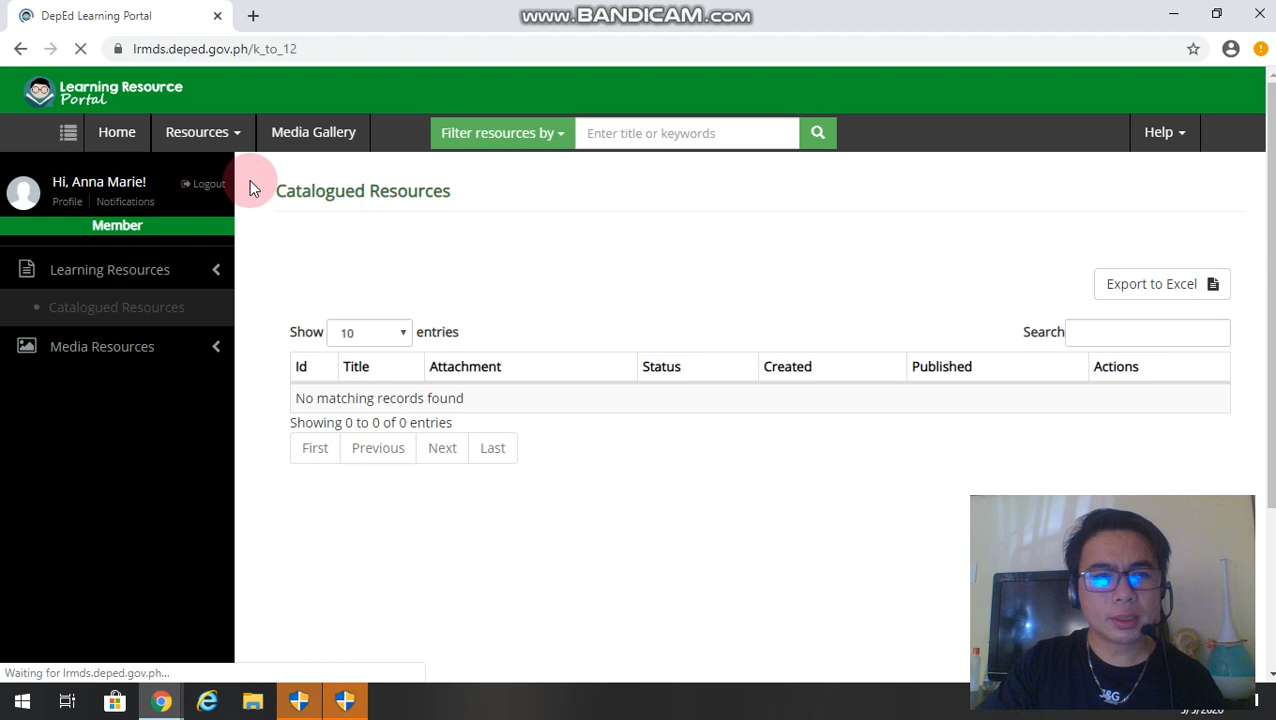 DepEd Learning Portal
www.BANDICAM.com
lrmds.deped.gov.ph/k_to_12
Learning Resource
Portal
Home
Resources
Media Gallery
Filter resources by
Enter title or keywords
Help
Hi, Anna Marie!
Logout
Profile
Notifications
Member
Learning Resources
Catalogued Resources
Media Resources
Catalogued Resources
Export to Excel
Show 10 entries
Search
Id Title Attachment Status Created Published Actions
No matching records found
Showing 0 to 0 of 0 entries
First Previous Next Last
Waiting for lrmds.deped.gov.ph...
J&G